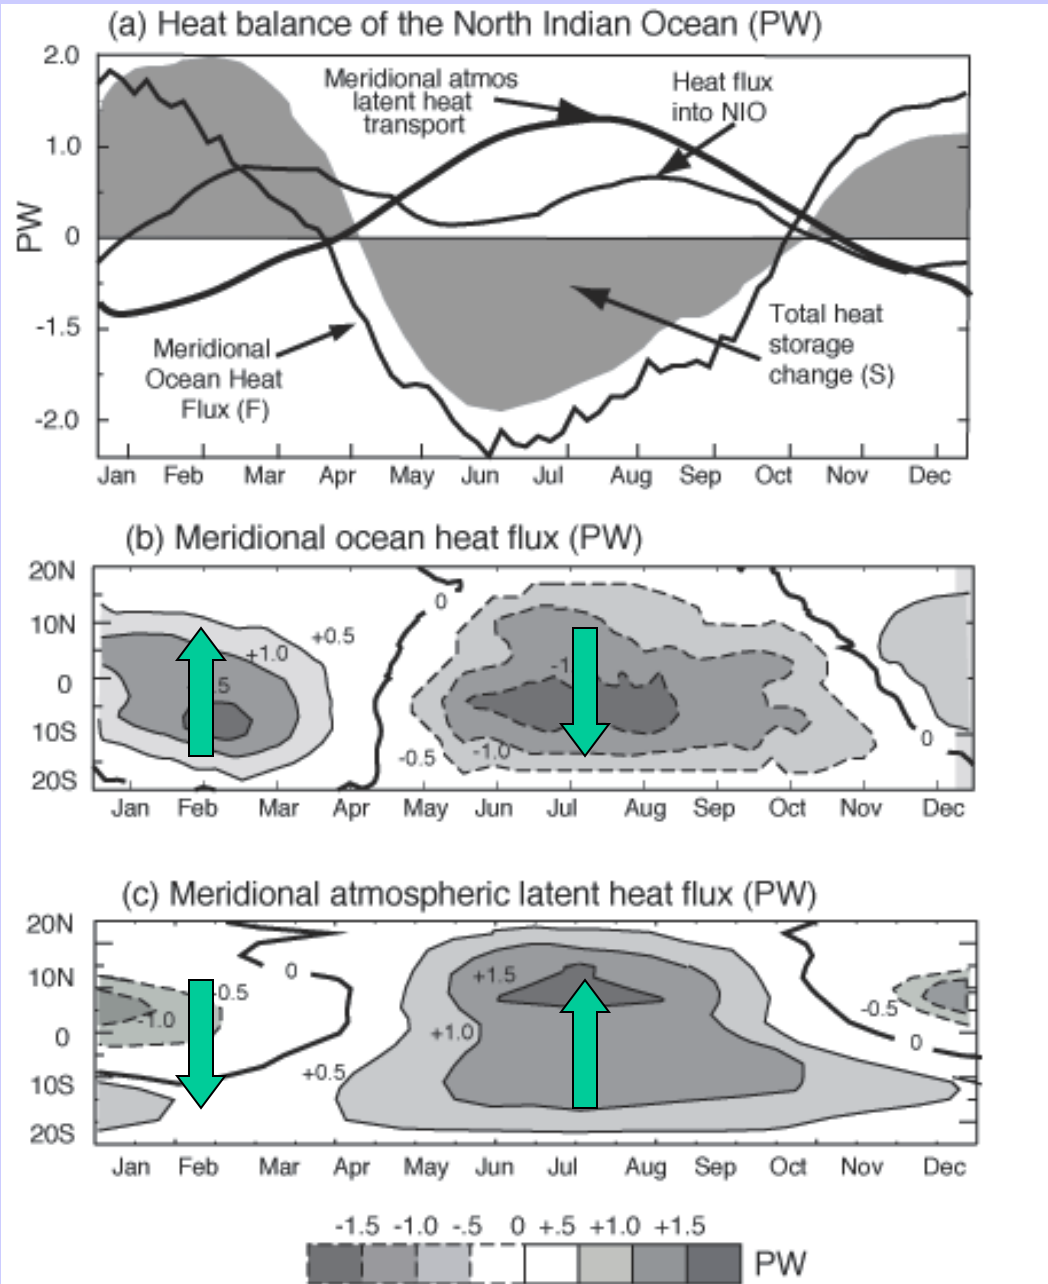 (a) Heat balance of the North Indian Ocean (PW)
2.0
1.0
0
-1.5
-2.0
PW
Meridional atmos
latent heat
transport
Heat flux
into NIO
Meridional
Ocean Heat
Flux (F)
Total heat
storage
change (S)
Jan Feb Mar Apr May Jun Jul Aug Sep Oct Nov Dec
(b) Meridional ocean heat flux (PW)
20N
10N
0
10S
20S
+0.5
+1.0
.5
0
-1
-0.5
-1.0
0
Jan Feb Mar Apr May Jun Jul Aug Sep Oct Nov Dec
(c) Meridional atmospheric latent heat flux (PW)
20N
10N
0
10S
20S
0
-0.5
-1.0
+0.5
+1.5
+1.0
-0.5
0
Jan Feb Mar Apr May Jun Jul Aug Sep Oct Nov Dec
-1.5 -1.0 -.5 0 +.5 +1.0 +1.5
PW